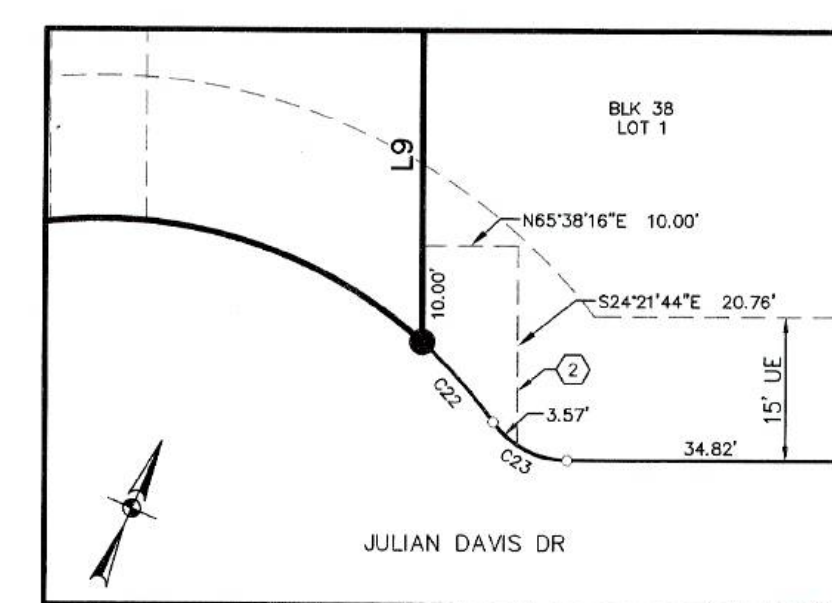 BLK 38
LOT 1
L9
N65°38'16"E 10.00'
10.00'
S24°21'44"E 20.76'
2
C22
3.57'
15' UE
C23
34.82'
JULIAN DAVIS DR